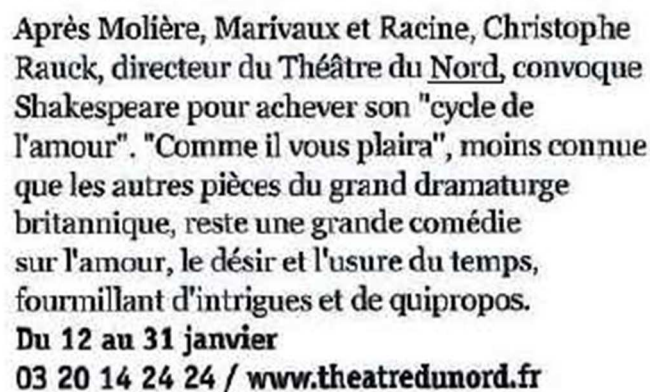 Après Molière, Marivaux et Racine, Christophe
Rauck, directeur du Théâtre du Nord, convoque
Shakespeare pour achever son "cycle de
l'amour". "Comme il vous plaira", moins connue
que les autres pièces du grand dramaturge
britannique, reste une grande comédie
sur l'amour, le désir et l'usure du temps,
fourmillant d'intrigues et de quipropos.
Du 12 au 31 janvier
03 20 14 24 24 / www.theatredunord.fr